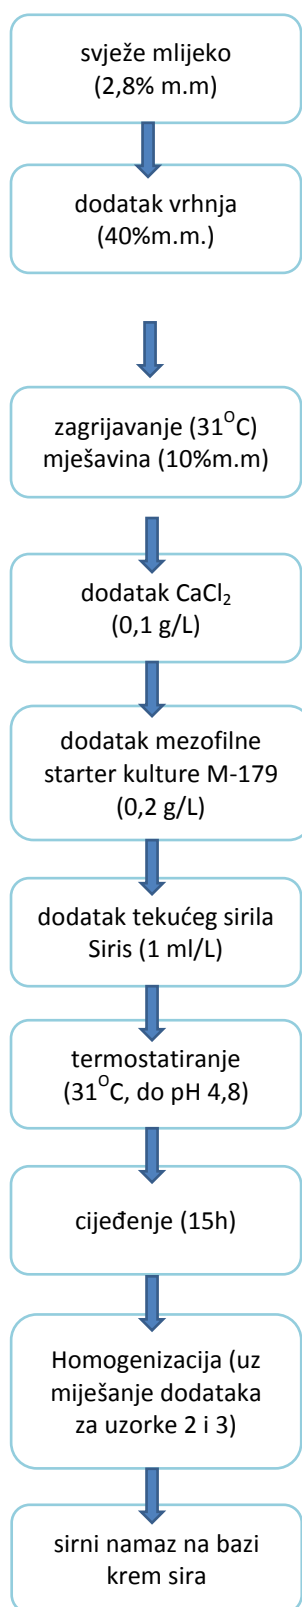 svježe mlijeko
(2,8% m.m)
dodatak vrhnja
(40%m.m.)
zagrijavanje (31ᴼC)
mješavina (10%m.m)
dodatak CaCl₂
(0,1 g/L)
dodatak mezofilne
starter kulture M-179
(0,2 g/L)
dodatak tekućeg sirila
Siris (1 ml/L)
termostatiranje
(31ᴼC, do pH 4,8)
cijeđenje (15h)
Homogenizacija (uz
miješanje dodataka
za uzorke 2 i 3)
sirni namaz na bazi
krem sira